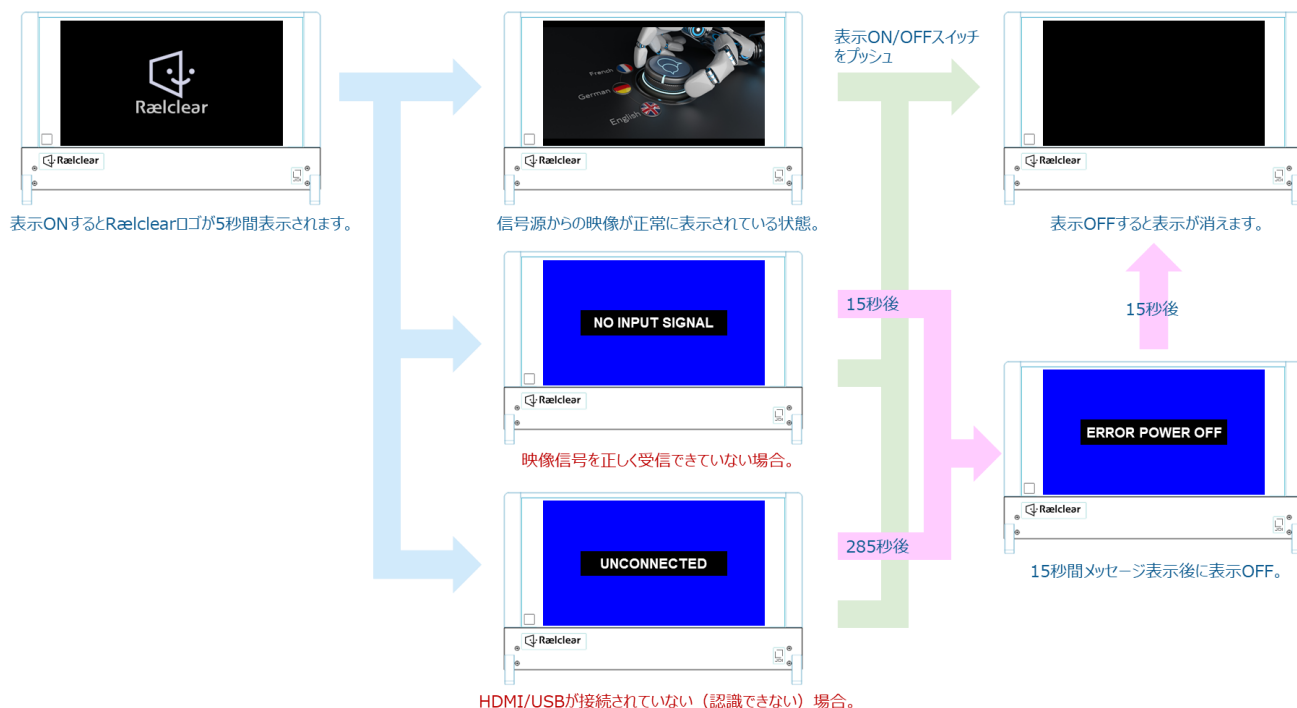 Rælclear
Rælclear
表示ONするとRælclearロゴが5秒間表示されます。
French
German
English
Rælclear
信号源からの映像が正常に表示されている状態。
表示ON/OFFスイッチ
をプッシュ
Rælclear
表示OFFすると表示が消えます。
NO INPUT SIGNAL
Rælclear
映像信号を正しく受信できていない場合。
15秒後
15秒後
UNCONNECTED
Rælclear
HDMI/USBが接続されていない（認識できない）場合。
285秒後
ERROR POWER OFF
Rælclear
15秒間メッセージ表示後に表示OFF。